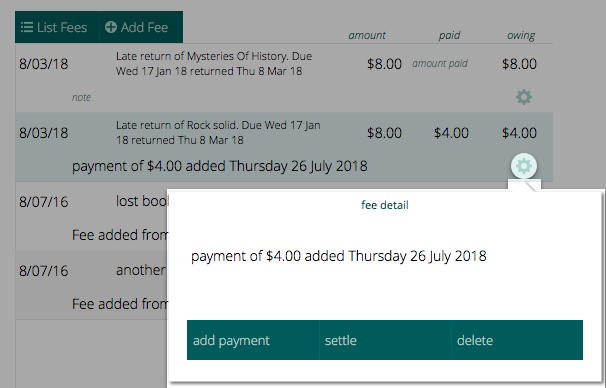 List Fees Add Fee
amount paid owing
8/03/18 Late return of Mysteries Of History. Due
Wed 17 Jan 18 returned Thu 8 Mar 18 $8.00 amount paid $8.00
note
8/03/18 Late return of Rock solid. Due Wed 17 Jan
18 returned Thu 8 Mar 18 $8.00 $4.00 $4.00
payment of $4.00 added Thursday 26 July 2018
8/07/16 lost book
Fee added from
8/07/16 another
Fee added from
fee detail
payment of $4.00 added Thursday 26 July 2018
add payment settle delete